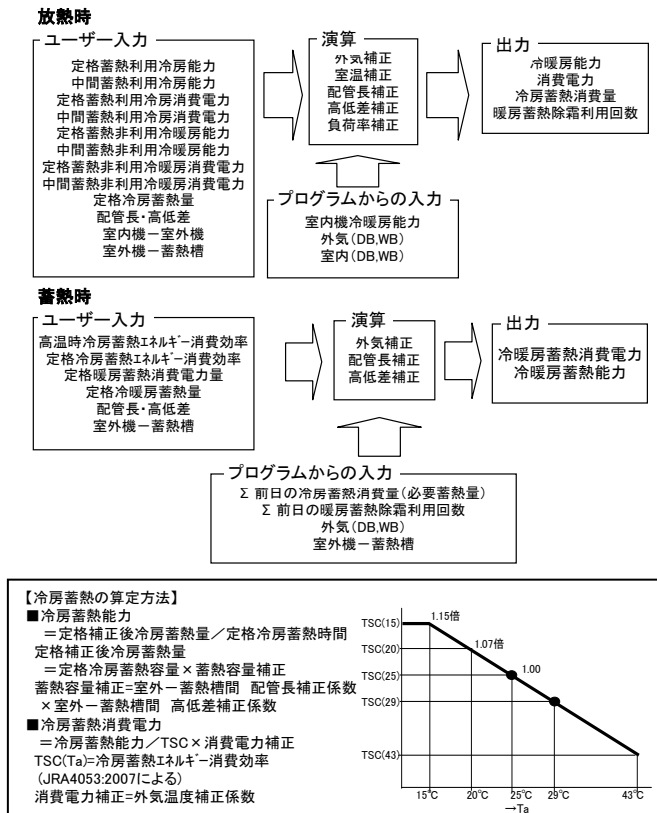 放熱時
ユーザー入力
定格蓄熱利用冷房能力
中間蓄熱利用冷房能力
定格蓄熱利用冷房消費電力
中間蓄熱利用冷房消費電力
定格蓄熱非利用冷暖房能力
中間蓄熱非利用冷暖房能力
定格蓄熱非利用冷暖房消費電力
中間蓄熱非利用冷暖房消費電力
定格冷房蓄熱量
配管長・高低差
室内機－室外機
室外機－蓄熱槽
演算
外気補正
室温補正
配管長補正
高低差補正
負荷率補正
出力
冷暖房能力
消費電力
冷房蓄熱消費量
暖房蓄熱除霜利用回数
プログラムからの入力
室内機冷暖房能力
外気(DB,WB)
室内(DB,WB)
蓄熱時
ユーザー入力
高温時冷房蓄熱エネルギー消費効率
定格冷房蓄熱エネルギー消費効率
定格暖房蓄熱消費電力量
定格冷暖房蓄熱量
配管長・高低差
室外機－蓄熱槽
演算
外気補正
配管長補正
高低差補正
出力
冷暖房蓄熱消費電力
冷暖房蓄熱能力
プログラムからの入力
Σ 前日の冷房蓄熱消費量(必要蓄熱量)
Σ 前日の暖房蓄熱除霜利用回数
外気(DB,WB)
室外機－蓄熱槽
【冷房蓄熱の算定方法】
■冷房蓄熱能力
＝定格補正後冷房蓄熱量／定格冷房蓄熱時間
定格補正後冷房蓄熱量
＝定格冷房蓄熱容量×蓄熱容量補正
蓄熱容量補正=室外－蓄熱槽間 配管長補正係数
×室外－蓄熱槽間 高低差補正係数
■冷房蓄熱消費電力
＝冷房蓄熱能力／TSC×消費電力補正
TSC(Ta)=冷房蓄熱エネルギー消費効率
(JRA4053:2007による)
消費電力補正=外気温度補正係数
TSC(15)
TSC(20)
TSC(25)
TSC(29)
TSC(43)
1.15倍
1.07倍
1.00
15℃
20℃
25℃
29℃
43℃
→Ta